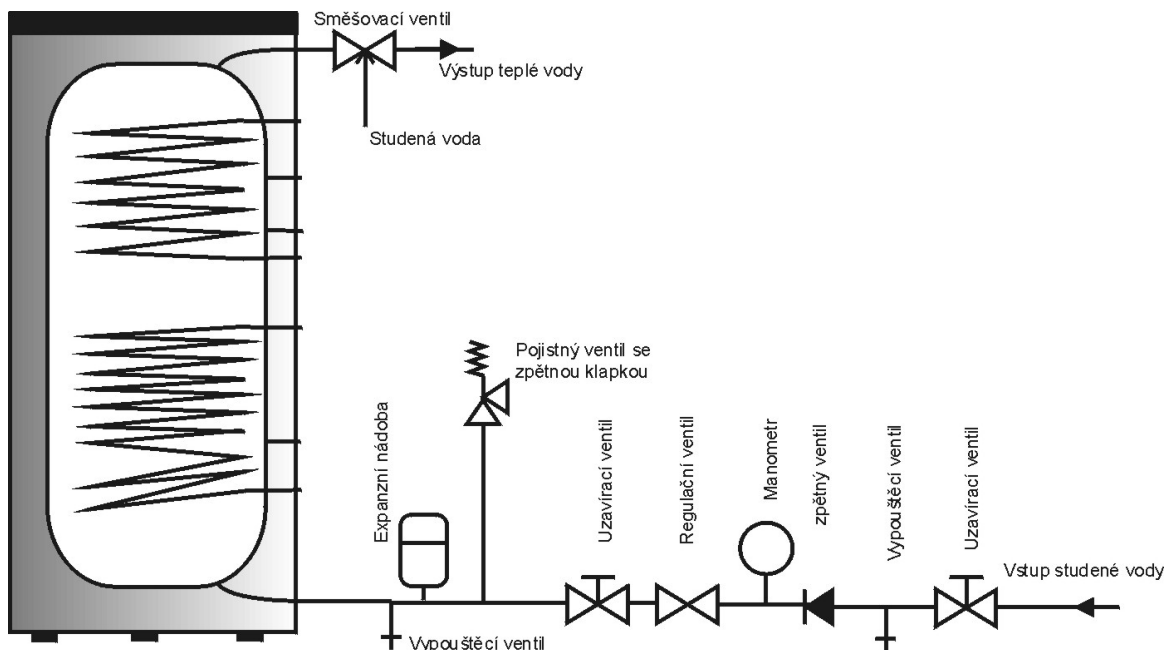 Směšovací ventil
Výstup teplé vody
Studená voda
Pojistný ventil se
zpětnou klapkou
Expanzní nádoba
Uzavírací ventil
Regulační ventil
Manometr
zpětný ventil
Vypouštěcí ventil
Uzavírací ventil
Vstup studené vody
Vypouštěcí ventil